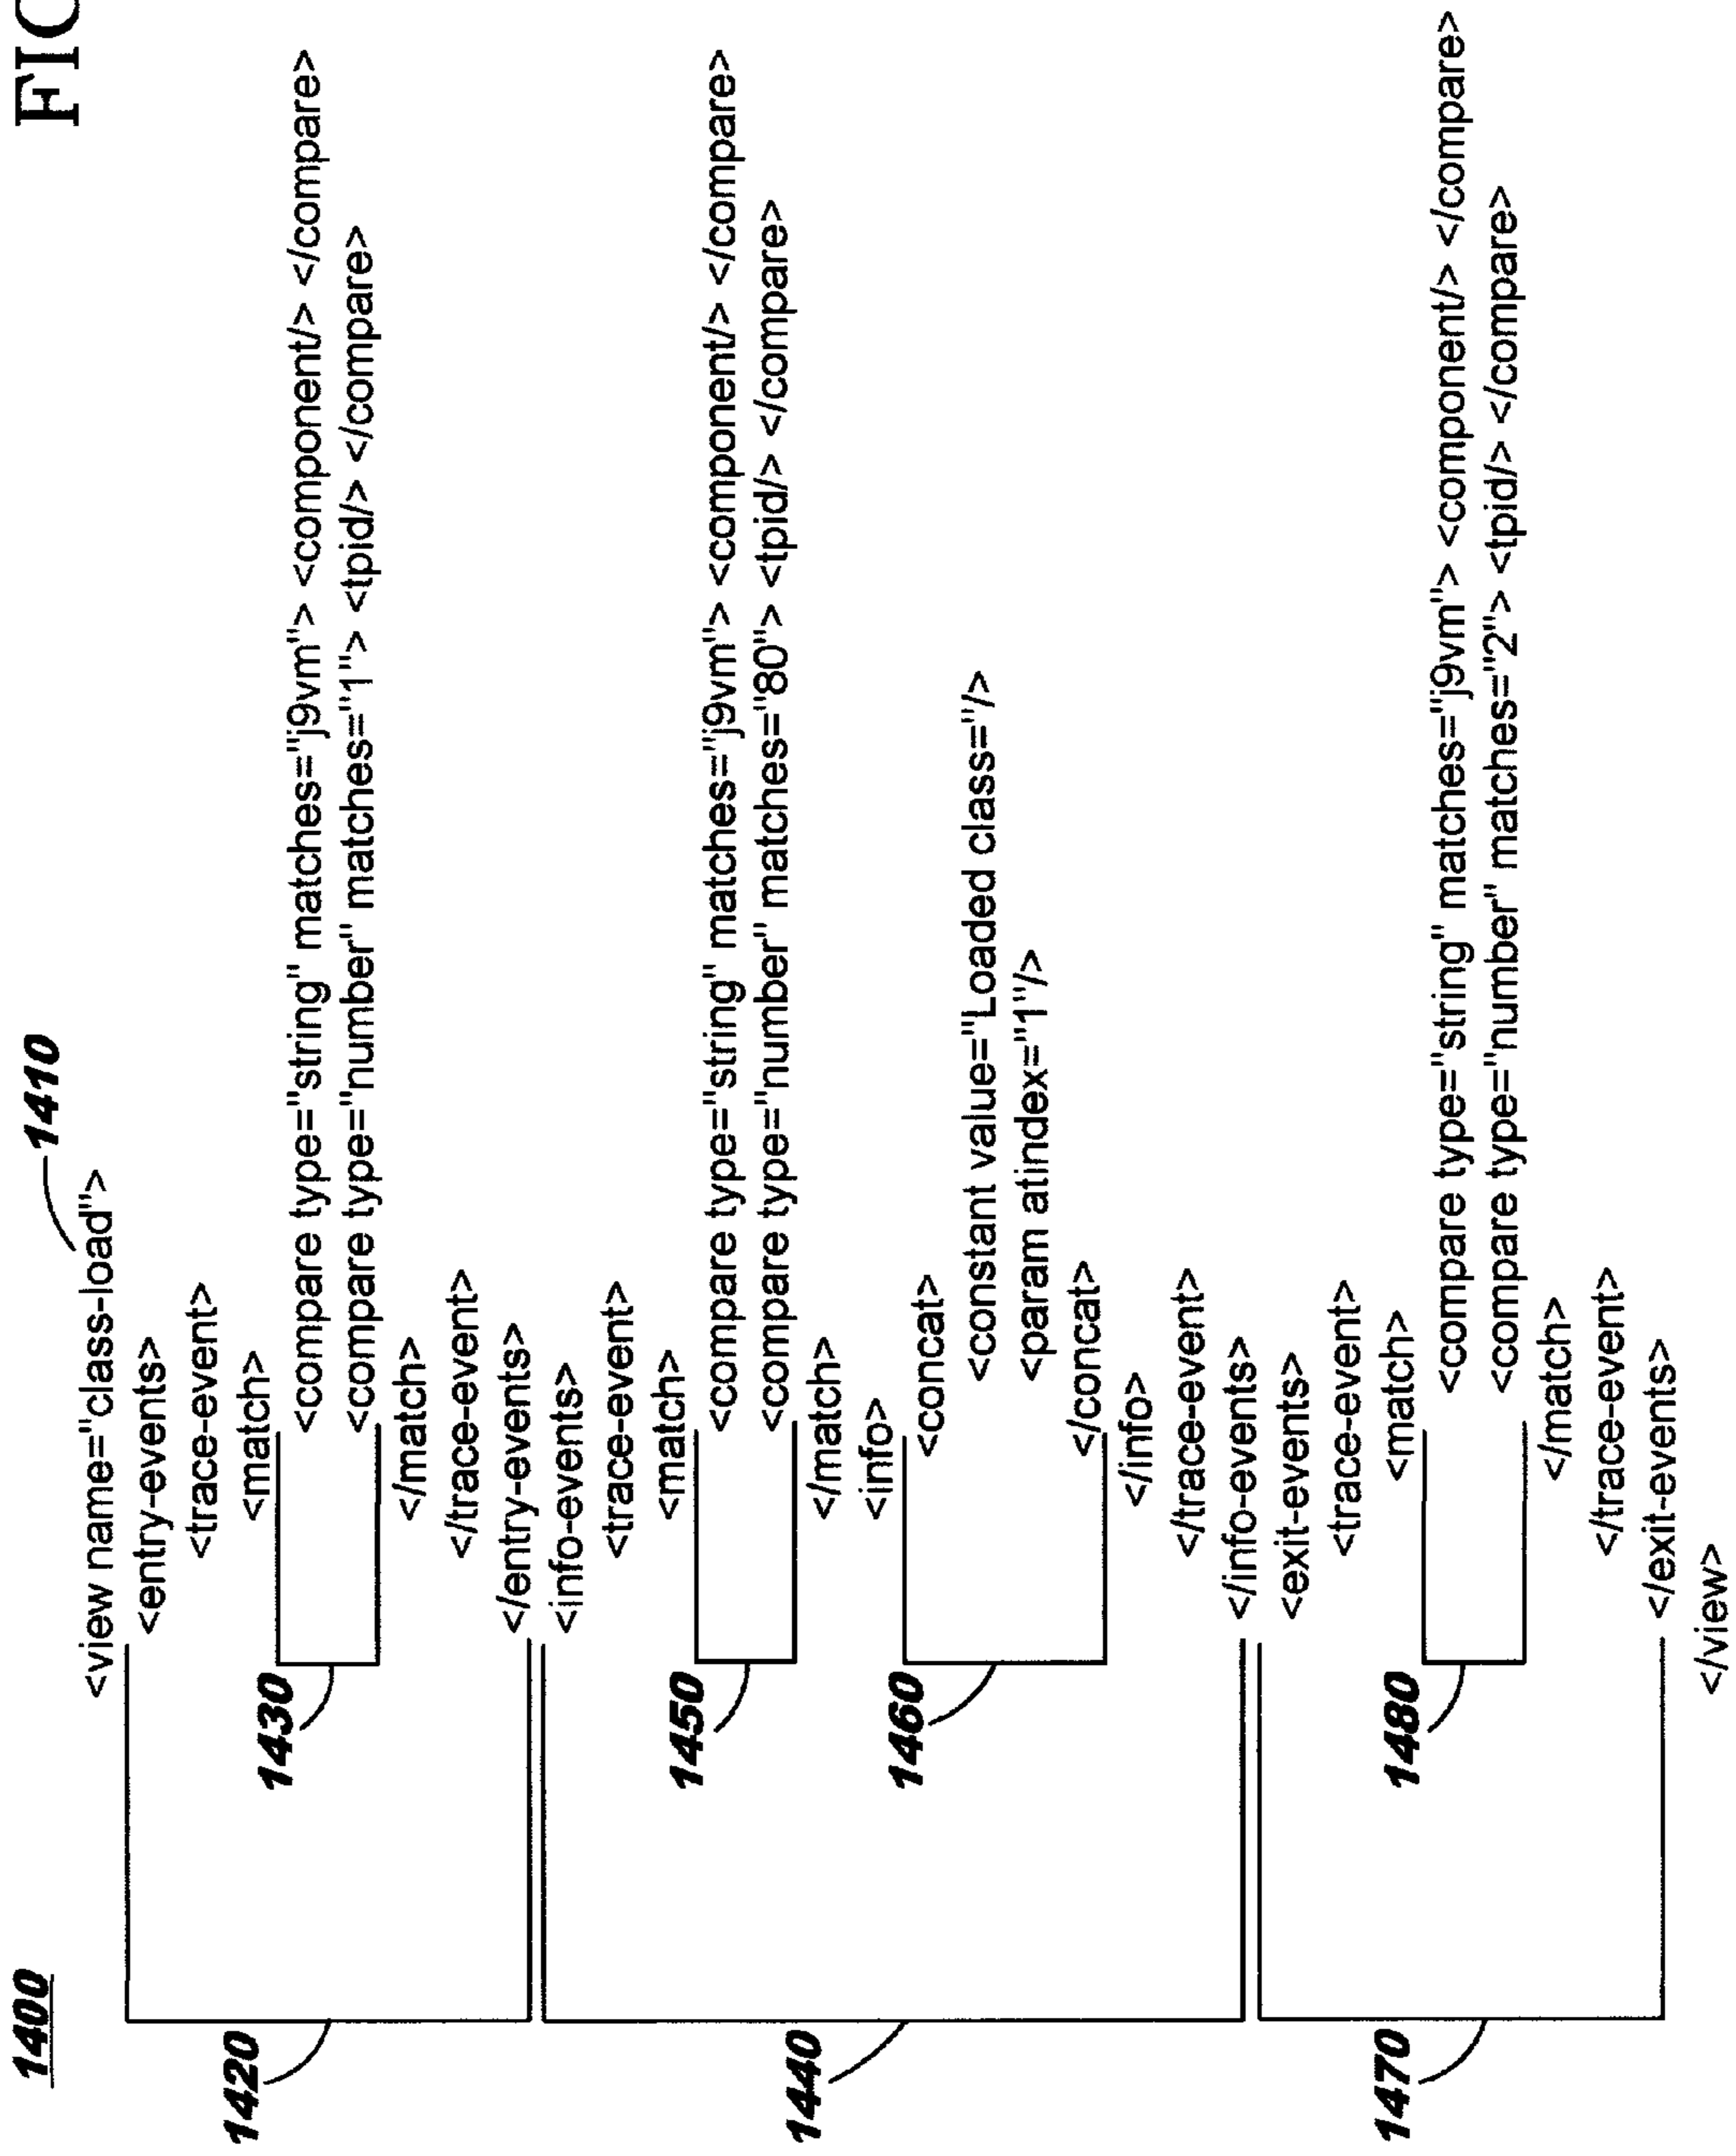 1400
FIG
1410
<view name="class-load">
<entry-events>
1420
<trace-event>
<match>
1430
<compare type="string" matches="j9vm"> <component/> </compare>
<compare type="number" matches="1"> <tpid/> </compare>
</match>
</trace-event>
</entry-events>
<info-events>
1440
<trace-event>
<match>
1450
<compare type="string" matches="j9vm"> <component/> </compare>
<compare type="number" matches="80"> <tpid/> </compare>
</match>
<info>
1460
<concat>
<constant value="Loaded class="/>
<param atindex="1"/>
</concat>
</info>
</trace-event>
</info-events>
<exit-events>
1470
<trace-event>
<match>
1480
<compare type="string" matches="j9vm"> <component/> </compare>
<compare type="number" matches="2"> <tpid/> </compare>
</match>
</trace-event>
</exit-events>
</view>